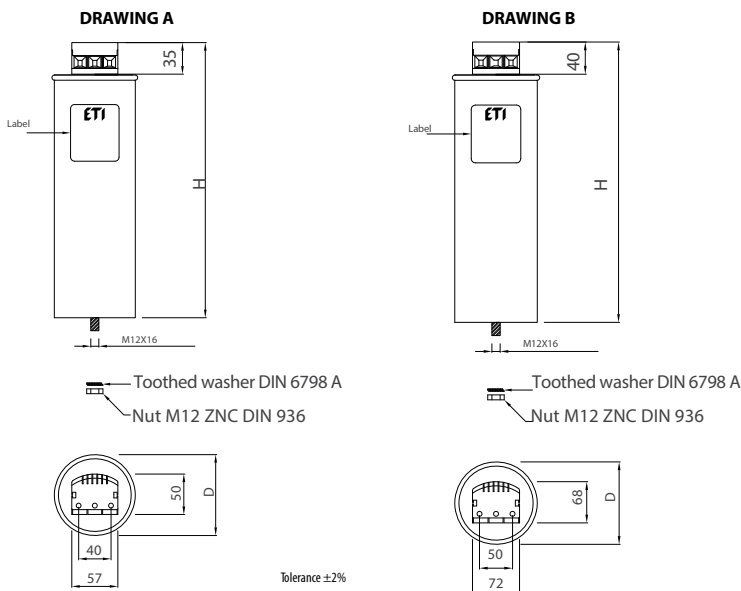 DRAWING A
35
ETI
Label
H
M12X16
Toothed washer DIN 6798 A
Nut M12 ZNC DIN 936
50
D
40
57
Tolerance ±2%
DRAWING B
40
ETI
Label
H
M12X16
Toothed washer DIN 6798 A
Nut M12 ZNC DIN 936
68
D
50
72